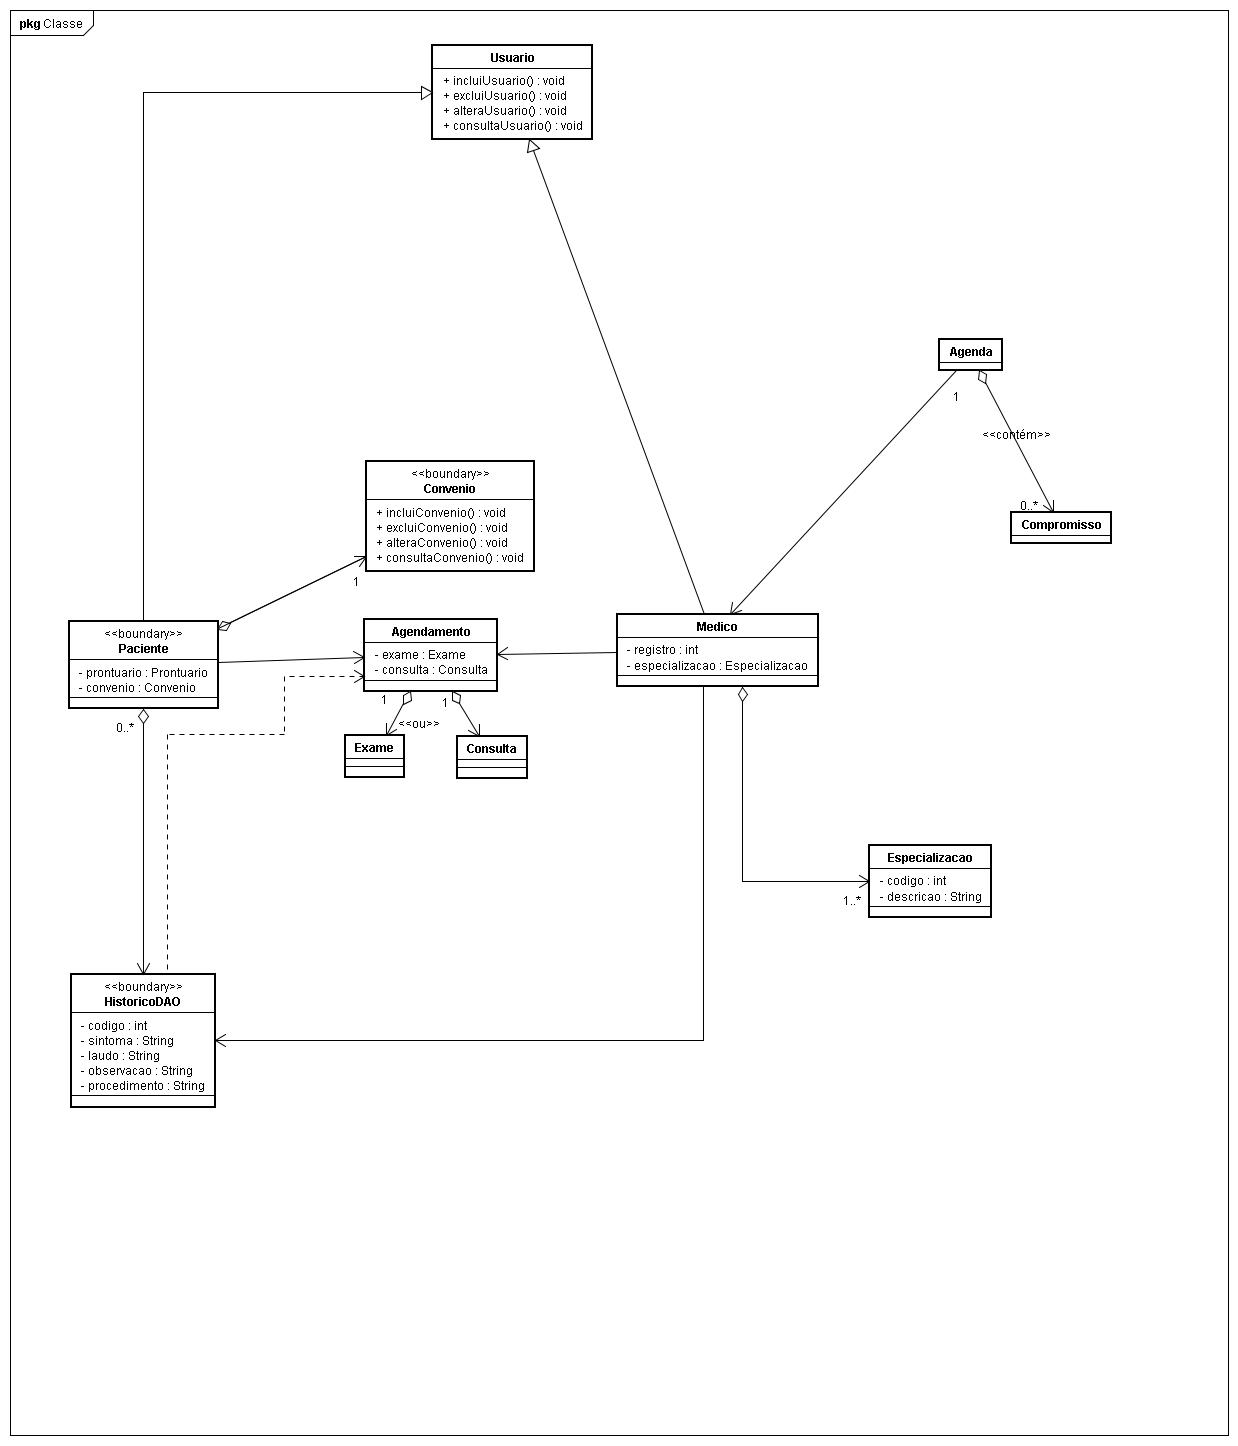 pkg Classe
Usuario
+ incluiUsuario() : void
+ excluiUsuario() : void
+ alteraUsuario() : void
+ consultaUsuario() : void
Agenda
1
<<contém>>
0..*
Compromisso
<<boundary>>
Convenio
+ incluiConvenio() : void
+ excluiConvenio() : void
+ alteraConvenio() : void
+ consultaConvenio() : void
1
<<boundary>>
Paciente
- prontuario : Prontuario
- convenio : Convenio
0..*
Agendamento
- exame : Exame
- consulta : Consulta
1
1
<<ou>>
Exame
Consulta
Medico
- registro : int
- especializacao : Especializacao
Especializacao
- codigo : int
- descricao : String
1..*
<<boundary>>
HistoricoDAO
- codigo : int
- sintoma : String
- laudo : String
- observacao : String
- procedimento : String